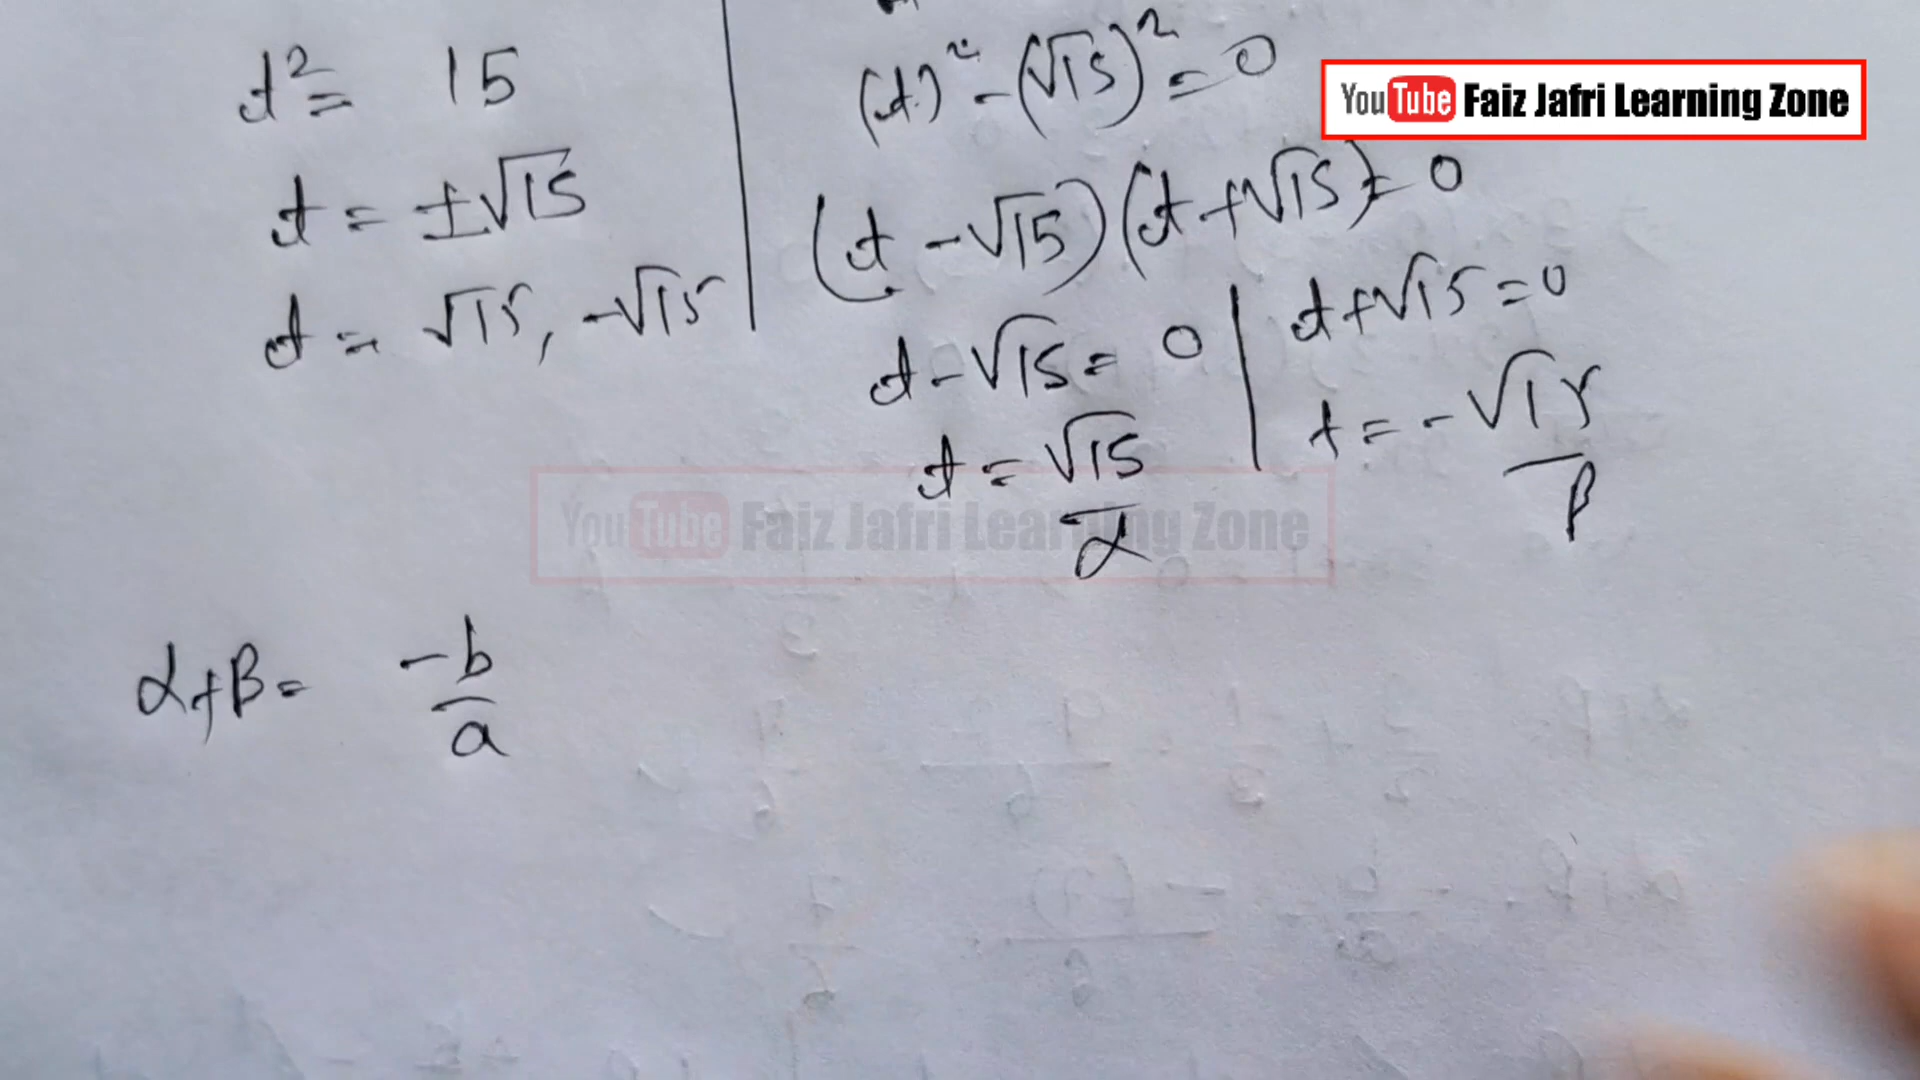 t² = 15
t = ±√15
t = √15, -√15
(t)² - (√15)² = 0
(t - √15)(t + √15) = 0
t - √15 = 0
t = √15
α
t + √15 = 0
t = -√15
β
α + β = -b/a
YouTube Faiz Jafri Learning Zone
YouTube Faiz Jafri Learning Zone